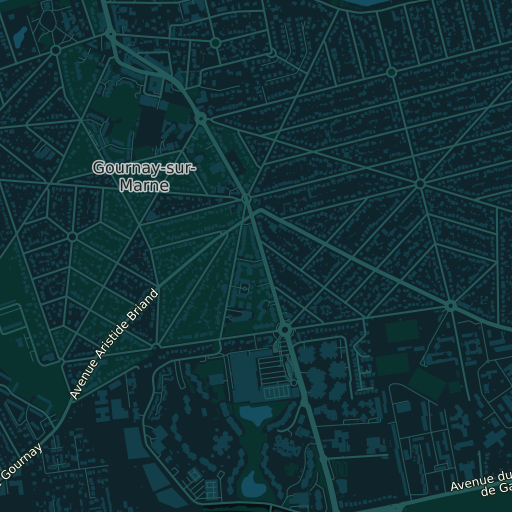 Gournay-sur-
Marne
Avenue Aristide Briand
Gournay
Avenue du
de Ga